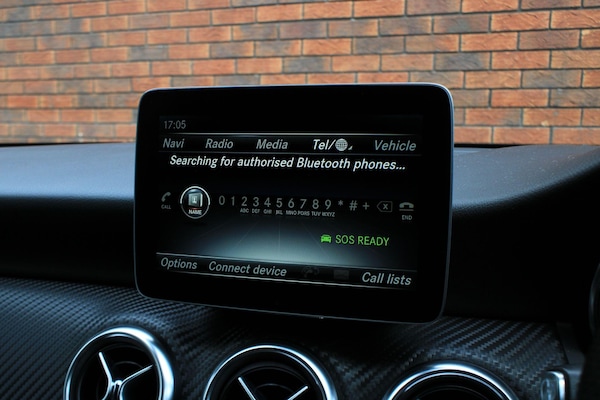 17:05
Navi Radio Media Tel/ Vehicle
Searching for authorised Bluetooth phones...
CALL NAME 0 1 2 3 4 5 6 7 8 9 * # + END
ABC DEF GHI JKL MNO PQRS TUV WXYZ
SOS READY
Options Connect device Call lists